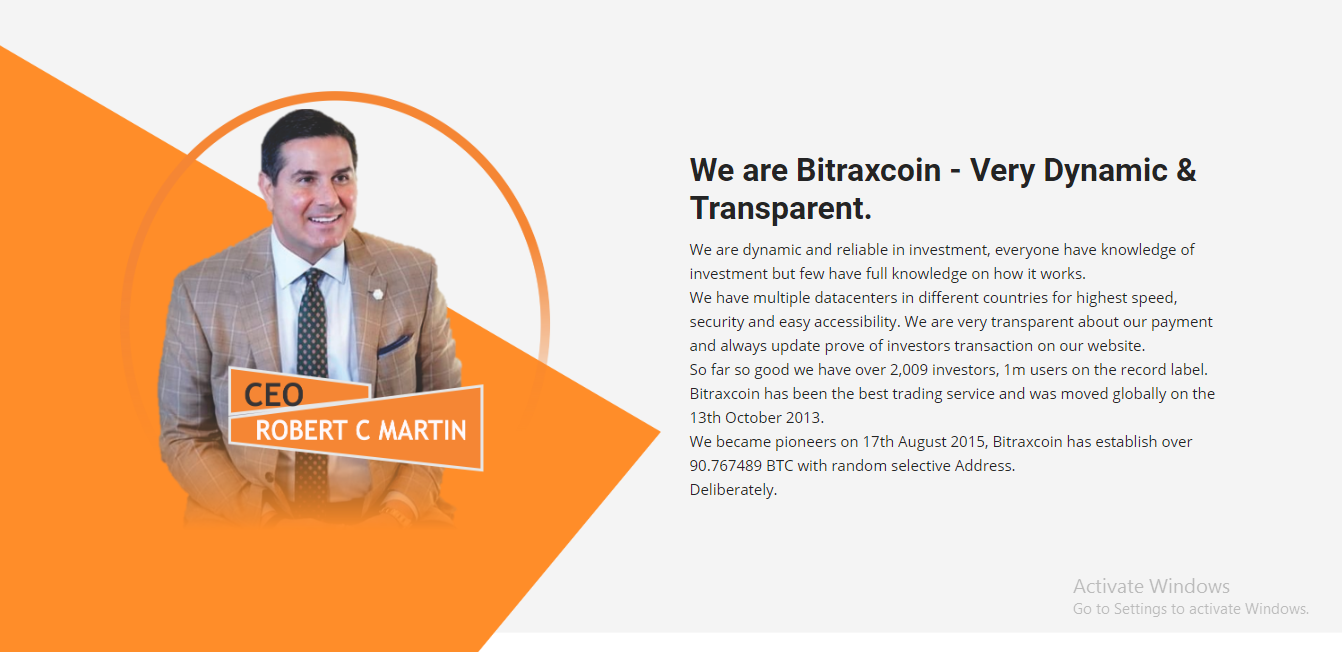 We are Bitraxcoin - Very Dynamic &
Transparent.
We are dynamic and reliable in investment, everyone have knowledge of
investment but few have full knowledge on how it works.
We have multiple datacenters in different countries for highest speed,
security and easy accessibility. We are very transparent about our payment
and always update prove of investors transaction on our website.
So far so good we have over 2,009 investors, 1m users on the record label.
Bitraxcoin has been the best trading service and was moved globally on the
13th October 2013.
We became pioneers on 17th August 2015, Bitraxcoin has establish over
90.767489 BTC with random selective Address.
Deliberately.
CEO
ROBERT C MARTIN
Activate Windows
Go to Settings to activate Windows.